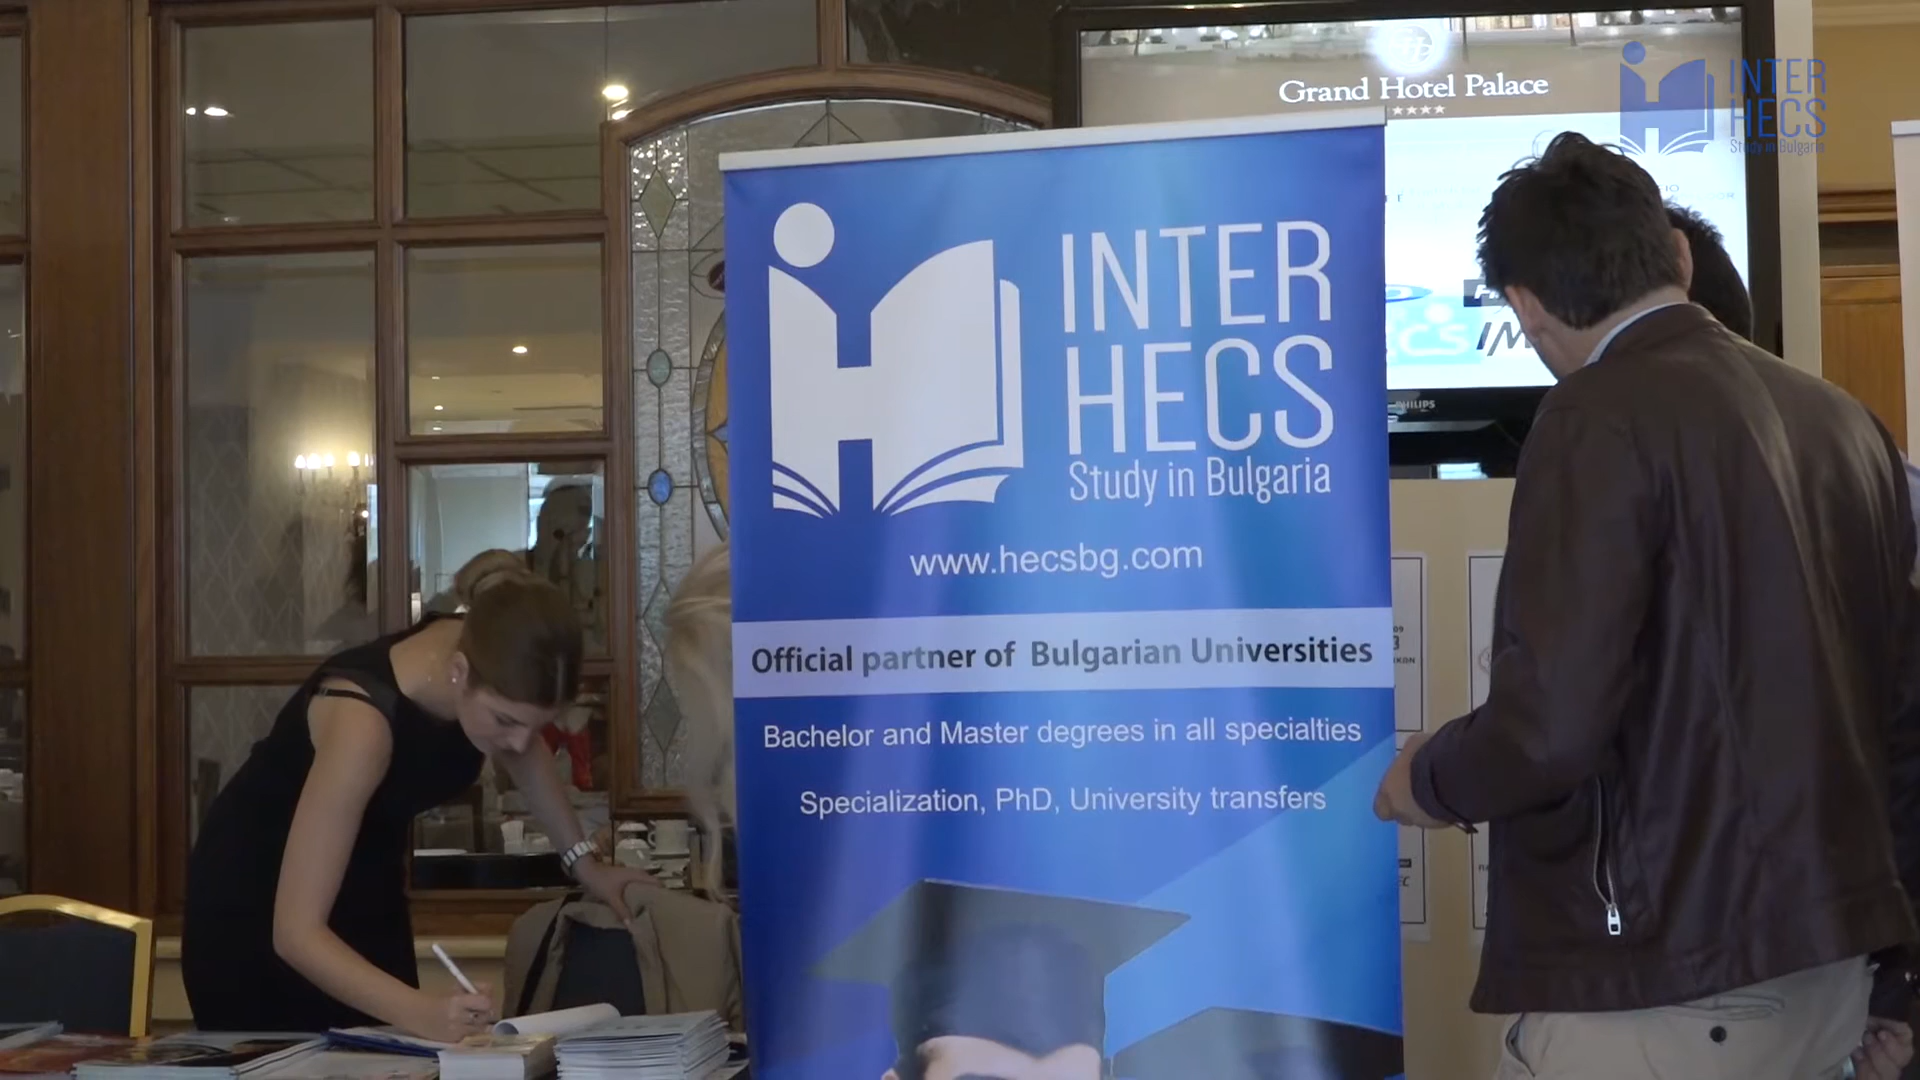 Grand Hotel Palace
INTER
HECS
Study in Bulgaria
INTER
HECS
Study in Bulgaria
www.hecsbg.com
Official partner of Bulgarian Universities
Bachelor and Master degrees in all specialties
Specialization, PhD, University transfers
PHILIPS